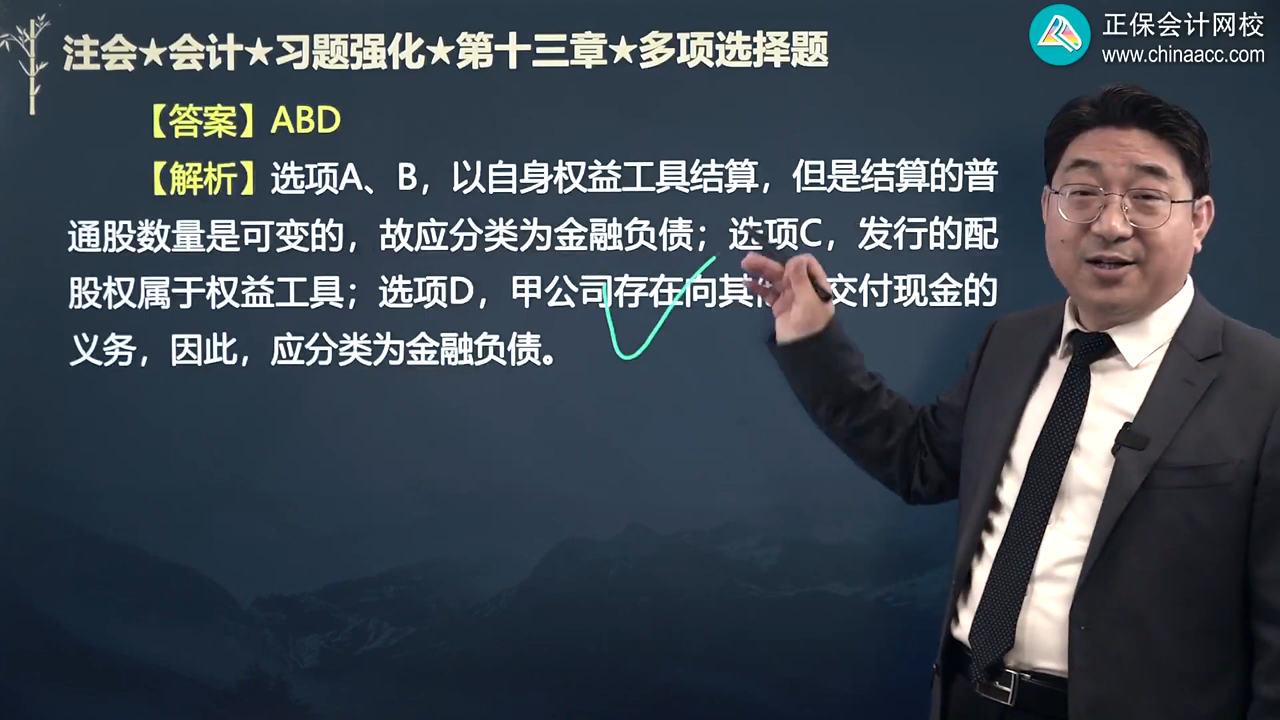 注会★会计★习题强化★第十三章★多项选择题
正保会计网校
www.chinaacc.com
【答案】ABD
【解析】选项A、B，以自身权益工具结算，但是结算的普
通股数量是可变的，故应分类为金融负债；选项C，发行的配
股权属于权益工具；选项D，甲公司存在向其 交付现金的
义务，因此，应分类为金融负债。